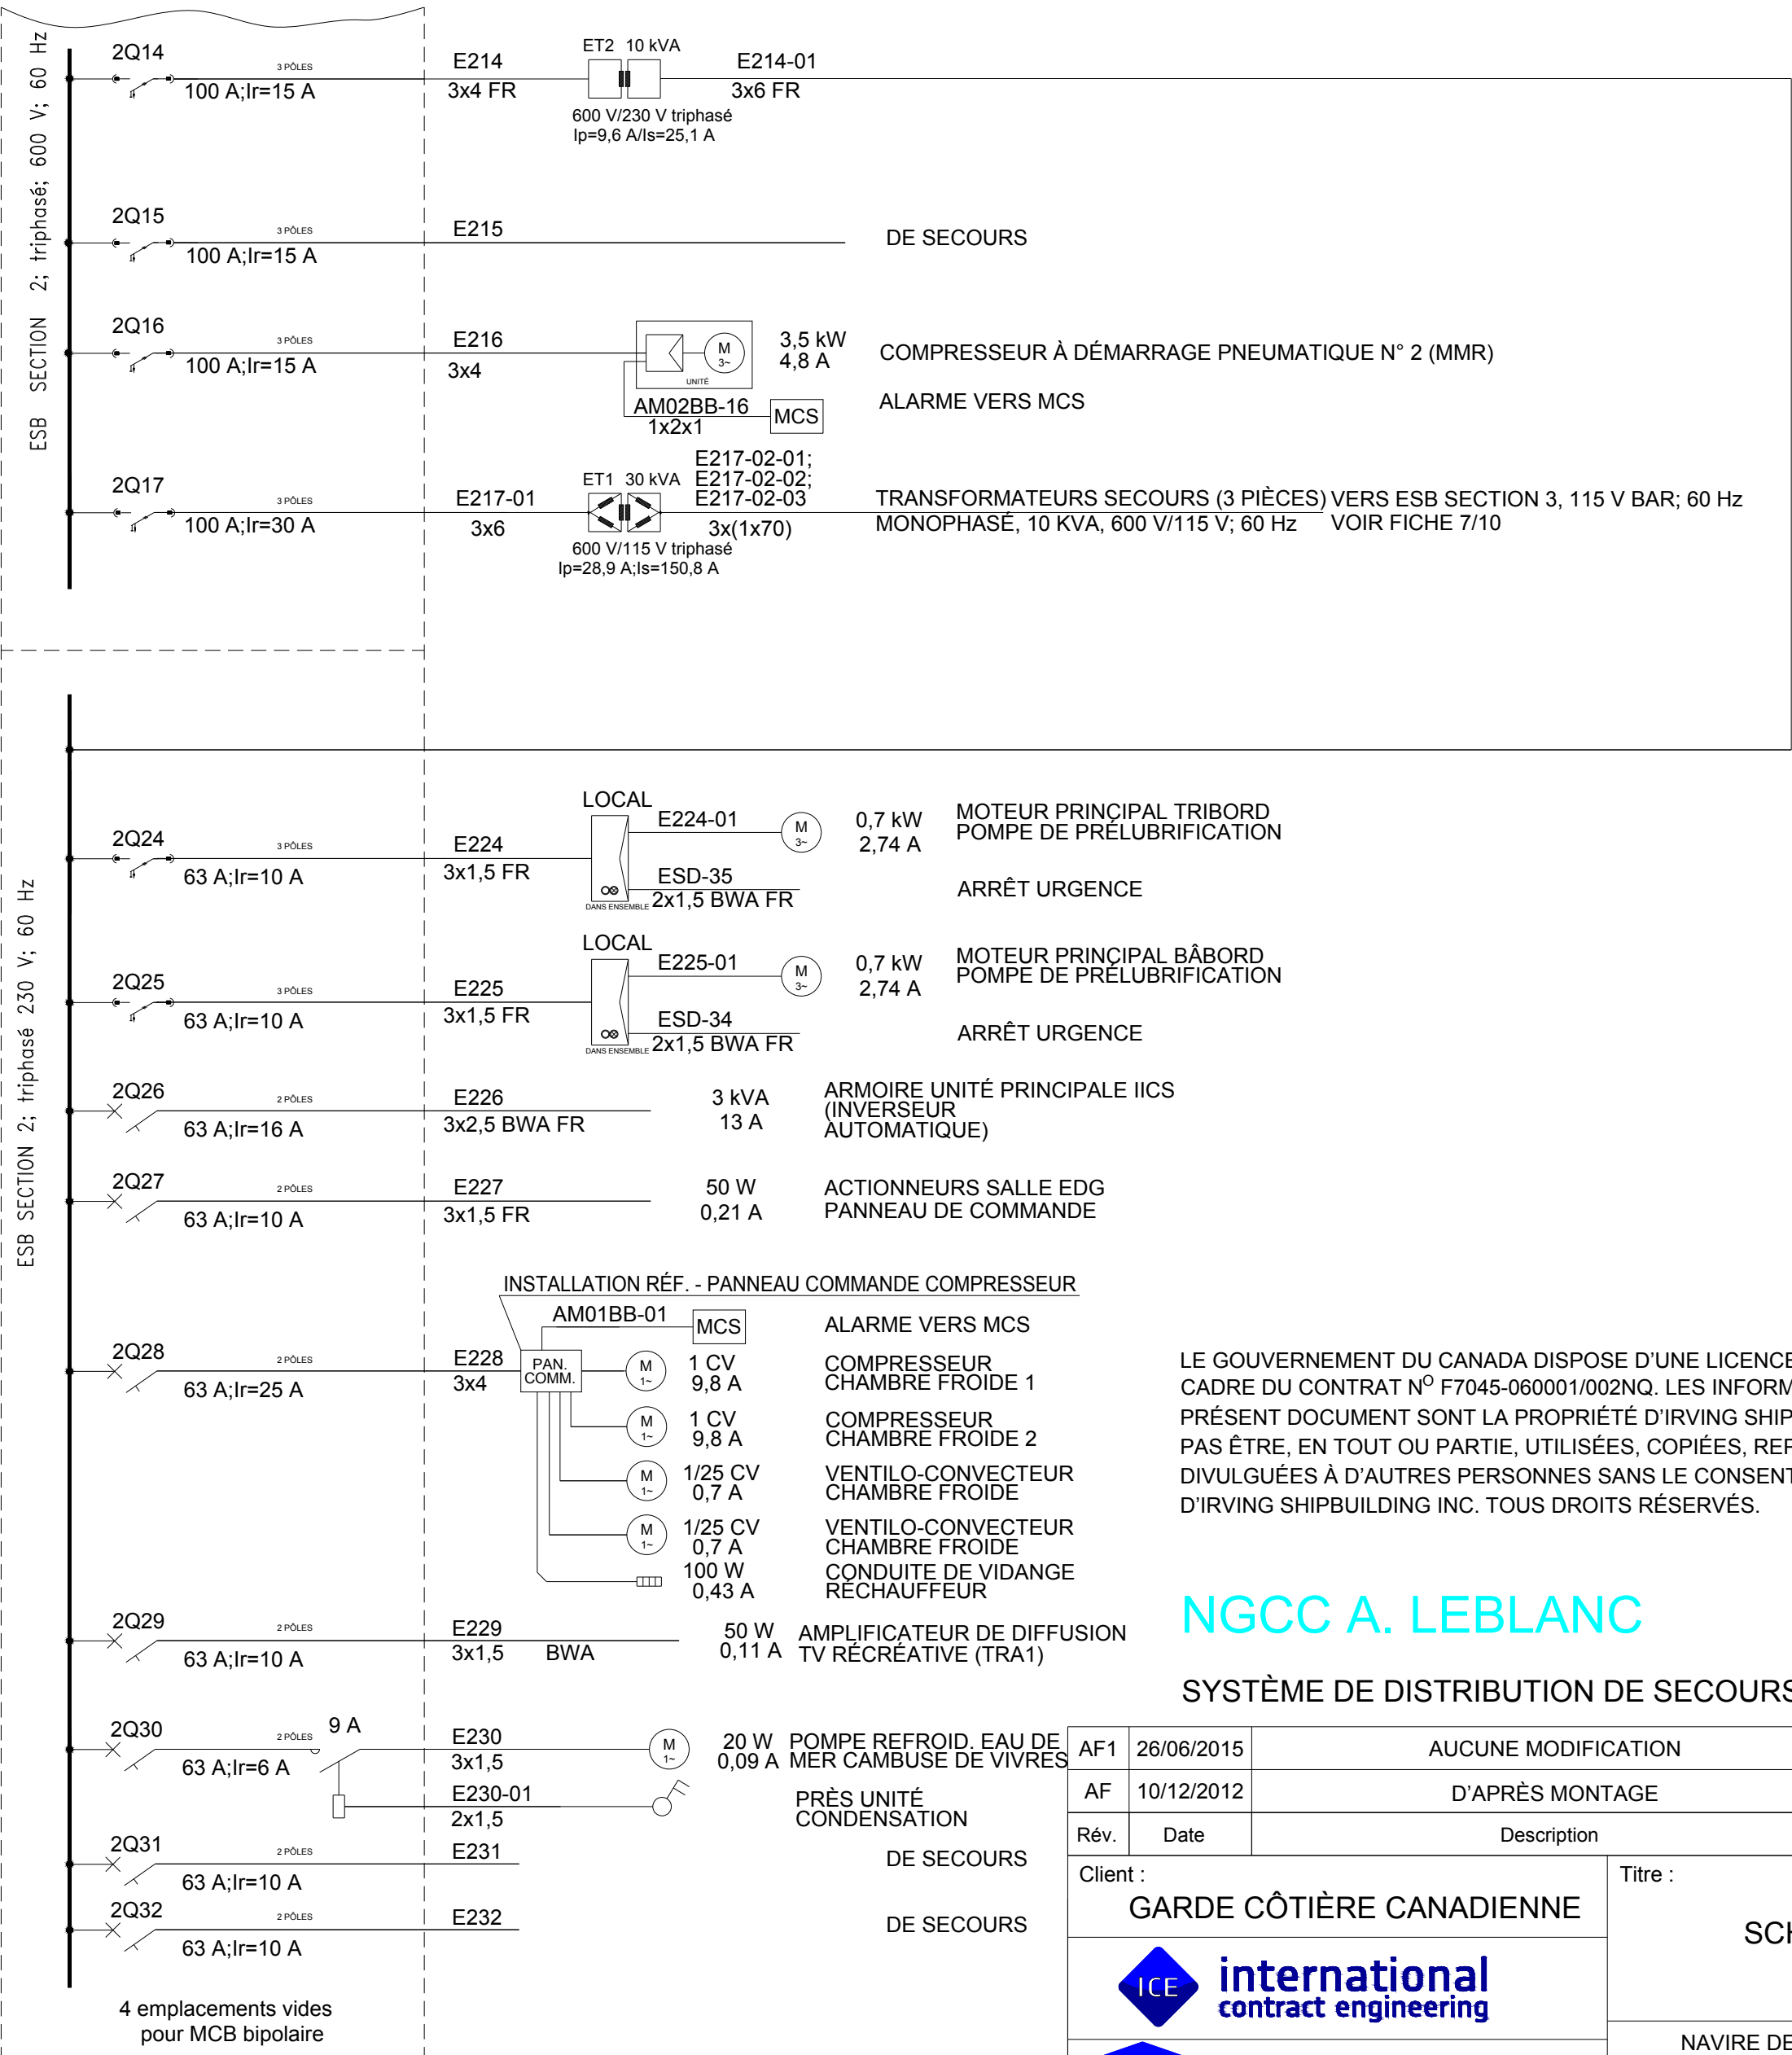 ESB SECTION 2; triphasé; 600 V; 60 Hz
2Q14
3 PÔLES
100 A;Ir=15 A
E214
3x4 FR
ET2 10 kVA
600 V/230 V triphasé
Ip=9,6 A/Is=25,1 A
E214-01
3x6 FR
2Q15
3 PÔLES
100 A;Ir=15 A
E215
DE SECOURS
2Q16
3 PÔLES
100 A;Ir=15 A
E216
3x4
M
3~
UNITÉ
3,5 kW
4,8 A
COMPRESSEUR À DÉMARRAGE PNEUMATIQUE N° 2 (MMR)
AM02BB-16
1x2x1
MCS
ALARME VERS MCS
2Q17
3 PÔLES
100 A;Ir=30 A
E217-01
3x6
ET1 30 kVA
600 V/115 V triphasé
Ip=28,9 A;Is=150,8 A
E217-02-01;
E217-02-02;
E217-02-03
3x(1x70)
TRANSFORMATEURS SECOURS (3 PIÈCES) VERS ESB SECTION 3, 115 V BAR; 60 Hz
MONOPHASÉ, 10 KVA, 600 V/115 V; 60 Hz VOIR FICHE 7/10
ESB SECTION 2; triphasé 230 V; 60 Hz
2Q24
3 PÔLES
63 A;Ir=10 A
E224
3x1,5 FR
LOCAL
DANS ENSEMBLE
E224-01
M
3~
0,7 kW
2,74 A
MOTEUR PRINCIPAL TRIBORD
POMPE DE PRÉLUBRIFICATION
ESD-35
2x1,5 BWA FR
ARRÊT URGENCE
2Q25
3 PÔLES
63 A;Ir=10 A
E225
3x1,5 FR
LOCAL
DANS ENSEMBLE
E225-01
M
3~
0,7 kW
2,74 A
MOTEUR PRINCIPAL BÂBORD
POMPE DE PRÉLUBRIFICATION
ESD-34
2x1,5 BWA FR
ARRÊT URGENCE
2Q26
2 PÔLES
63 A;Ir=16 A
E226
3x2,5 BWA FR
3 kVA
13 A
ARMOIRE UNITÉ PRINCIPALE IICS
(INVERSEUR
AUTOMATIQUE)
2Q27
2 PÔLES
63 A;Ir=10 A
E227
3x1,5 FR
50 W
0,21 A
ACTIONNEURS SALLE EDG
PANNEAU DE COMMANDE
INSTALLATION RÉF. - PANNEAU COMMANDE COMPRESSEUR
AM01BB-01
MCS
ALARME VERS MCS
2Q28
2 PÔLES
63 A;Ir=25 A
E228
3x4
PAN.
COMM.
M
1~
1 CV
9,8 A
COMPRESSEUR
CHAMBRE FROIDE 1
M
1~
1 CV
9,8 A
COMPRESSEUR
CHAMBRE FROIDE 2
M
1~
1/25 CV
0,7 A
VENTILO-CONVECTEUR
CHAMBRE FROIDE
M
1~
1/25 CV
0,7 A
VENTILO-CONVECTEUR
CHAMBRE FROIDE
100 W
0,43 A
CONDUITE DE VIDANGE
RÉCHAUFFEUR
2Q29
2 PÔLES
63 A;Ir=10 A
E229
3x1,5 BWA
50 W
0,11 A
AMPLIFICATEUR DE DIFFUSION
TV RÉCRÉATIVE (TRA1)
2Q30
2 PÔLES
63 A;Ir=6 A
9 A
E230
3x1,5
M
1~
20 W
0,09 A
POMPE REFROID. EAU DE
MER CAMBUSE DE VIVRES
E230-01
2x1,5
PRÈS UNITÉ
CONDENSATION
2Q31
2 PÔLES
63 A;Ir=10 A
E231
DE SECOURS
2Q32
2 PÔLES
63 A;Ir=10 A
E232
DE SECOURS
4 emplacements vides
pour MCB bipolaire
LE GOUVERNEMENT DU CANADA DISPOSE D'UNE LICENCE
CADRE DU CONTRAT Nº F7045-060001/002NQ. LES INFORM
PRÉSENT DOCUMENT SONT LA PROPRIÉTÉ D'IRVING SHIP
PAS ÊTRE, EN TOUT OU PARTIE, UTILISÉES, COPIÉES, REP
DIVULGUÉES À D'AUTRES PERSONNES SANS LE CONSENT
D'IRVING SHIPBUILDING INC. TOUS DROITS RÉSERVÉS.
NGCC A. LEBLANC
SYSTÈME DE DISTRIBUTION DE SECOURS
AF1 26/06/2015 AUCUNE MODIFICATION
AF 10/12/2012 D'APRÈS MONTAGE
Rév. Date Description
Client :
GARDE CÔTIÈRE CANADIENNE
Titre :
SCH
ICE
international
contract engineering
NAVIRE DE